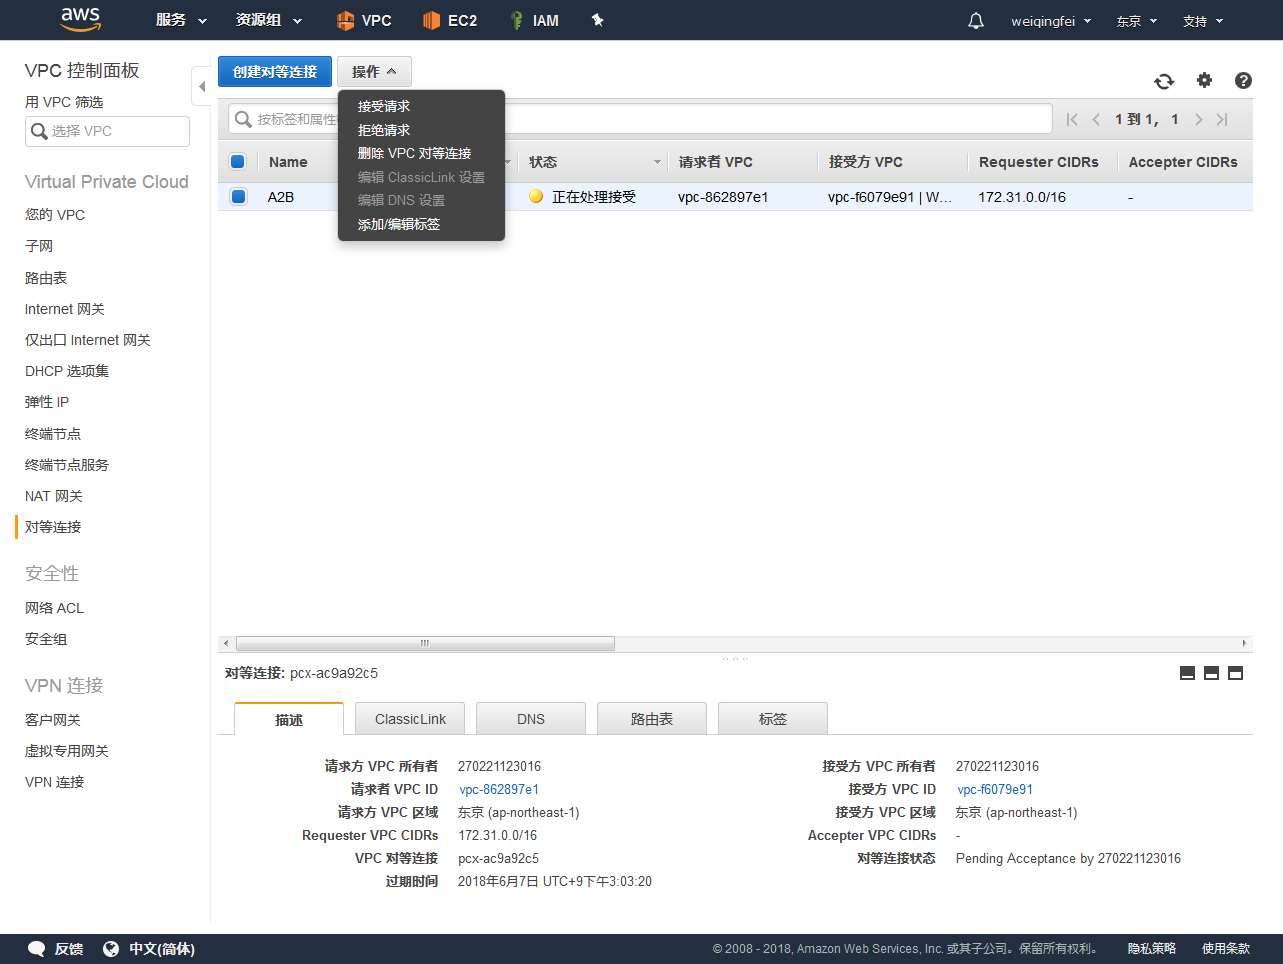 aws 服务 资源组 VPC EC2 IAM weiqingfei 东京 支持
VPC 控制面板
用 VPC 筛选
选择 VPC
Virtual Private Cloud
您的 VPC
子网
路由表
Internet 网关
仅出口 Internet 网关
DHCP 选项集
弹性 IP
终端节点
终端节点服务
NAT 网关
对等连接
安全性
网络 ACL
安全组
VPN 连接
客户网关
虚拟专用网关
VPN 连接
创建对等连接 操作
接受请求
拒绝请求
删除 VPC 对等连接
编辑 ClassicLink 设置
编辑 DNS 设置
添加/编辑标签
按标签和属性 1 到 1, 1
Name 状态 请求者 VPC 接受方 VPC Requester CIDRs Accepter CIDRs
A2B 正在处理接受 vpc-862897e1 vpc-f6079e91 | W... 172.31.0.0/16 -
对等连接: pcx-ac9a92c5
描述 ClassicLink DNS 路由表 标签
请求方 VPC 所有者 270221123016 接受方 VPC 所有者 270221123016
请求者 VPC ID vpc-862897e1 接受方 VPC ID vpc-f6079e91
请求方 VPC 区域 东京 (ap-northeast-1) 接受方 VPC 区域 东京 (ap-northeast-1)
Requester VPC CIDRs 172.31.0.0/16 Accepter VPC CIDRs -
VPC 对等连接 pcx-ac9a92c5 对等连接状态 Pending Acceptance by 270221123016
过期时间 2018年6月7日 UTC+9下午3:03:20
反馈 中文(简体) © 2008 - 2018, Amazon Web Services, Inc. 或其子公司。保留所有权利。 隐私策略 使用条款